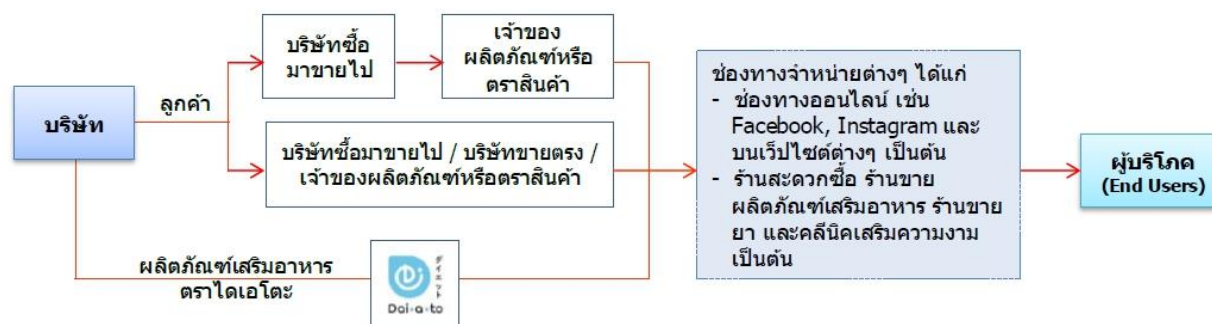 บริษัท
ลูกค้า
บริษัทซื้อ
มาขายไป
เจ้าของ
ผลิตภัณฑ์หรือ
ตราสินค้า
บริษัทซื้อมาขายไป / บริษัทขายตรง /
เจ้าของผลิตภัณฑ์หรือตราสินค้า
ผลิตภัณฑ์เสริมอาหาร
ตราไดเอโตะ
ダイエット
Dai-a-to
ช่องทางจำหน่ายต่างๆ ได้แก่
- ช่องทางออนไลน์ เช่น
Facebook, Instagram และ
บนเว็ปไซต์ต่างๆ เป็นต้น
- ร้านสะดวกซื้อ ร้านขาย
ผลิตภัณฑ์เสริมอาหาร ร้านขาย
ยา และคลีนิคเสริมความงาม
เป็นต้น
ผู้บริโภค
(End Users)